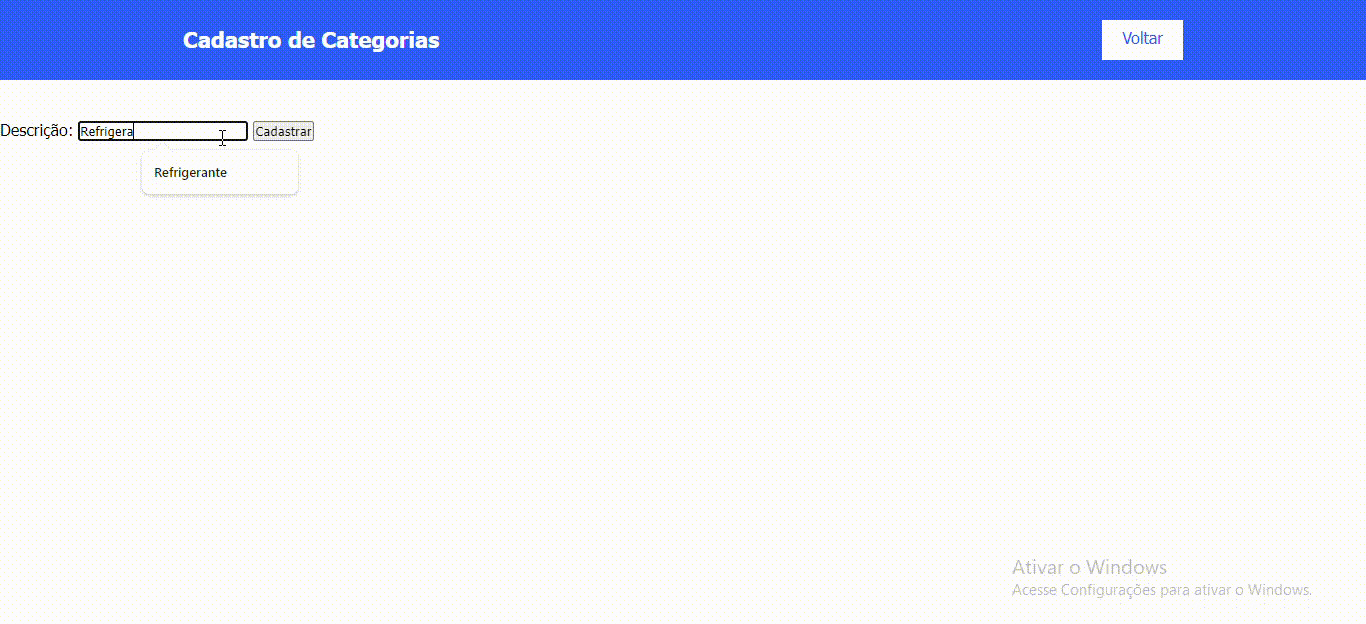 Cadastro de Categorias
Voltar
Descrição: Refrigera Cadastrar
Refrigerante
Ativar o Windows
Acesse Configurações para ativar o Windows.